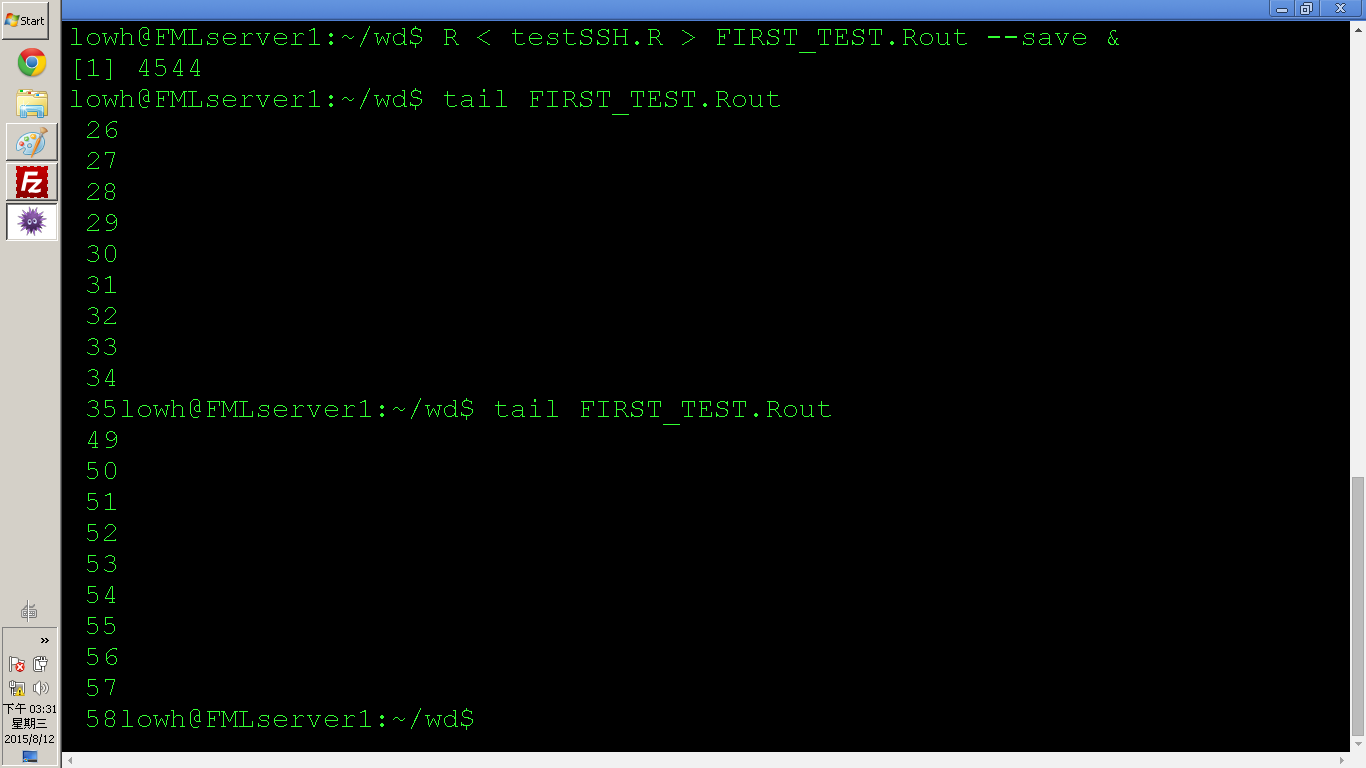 Start
lowh@FMLserver1:~/wd$ R < testSSH.R > FIRST_TEST.Rout --save &
[1] 4544
lowh@FMLserver1:~/wd$ tail FIRST_TEST.Rout
26
27
28
29
30
31
32
33
34
35lowh@FMLserver1:~/wd$ tail FIRST_TEST.Rout
49
50
51
52
53
54
55
56
57
58lowh@FMLserver1:~/wd$
Fz
»
下午 03:31
星期三
2015/8/12